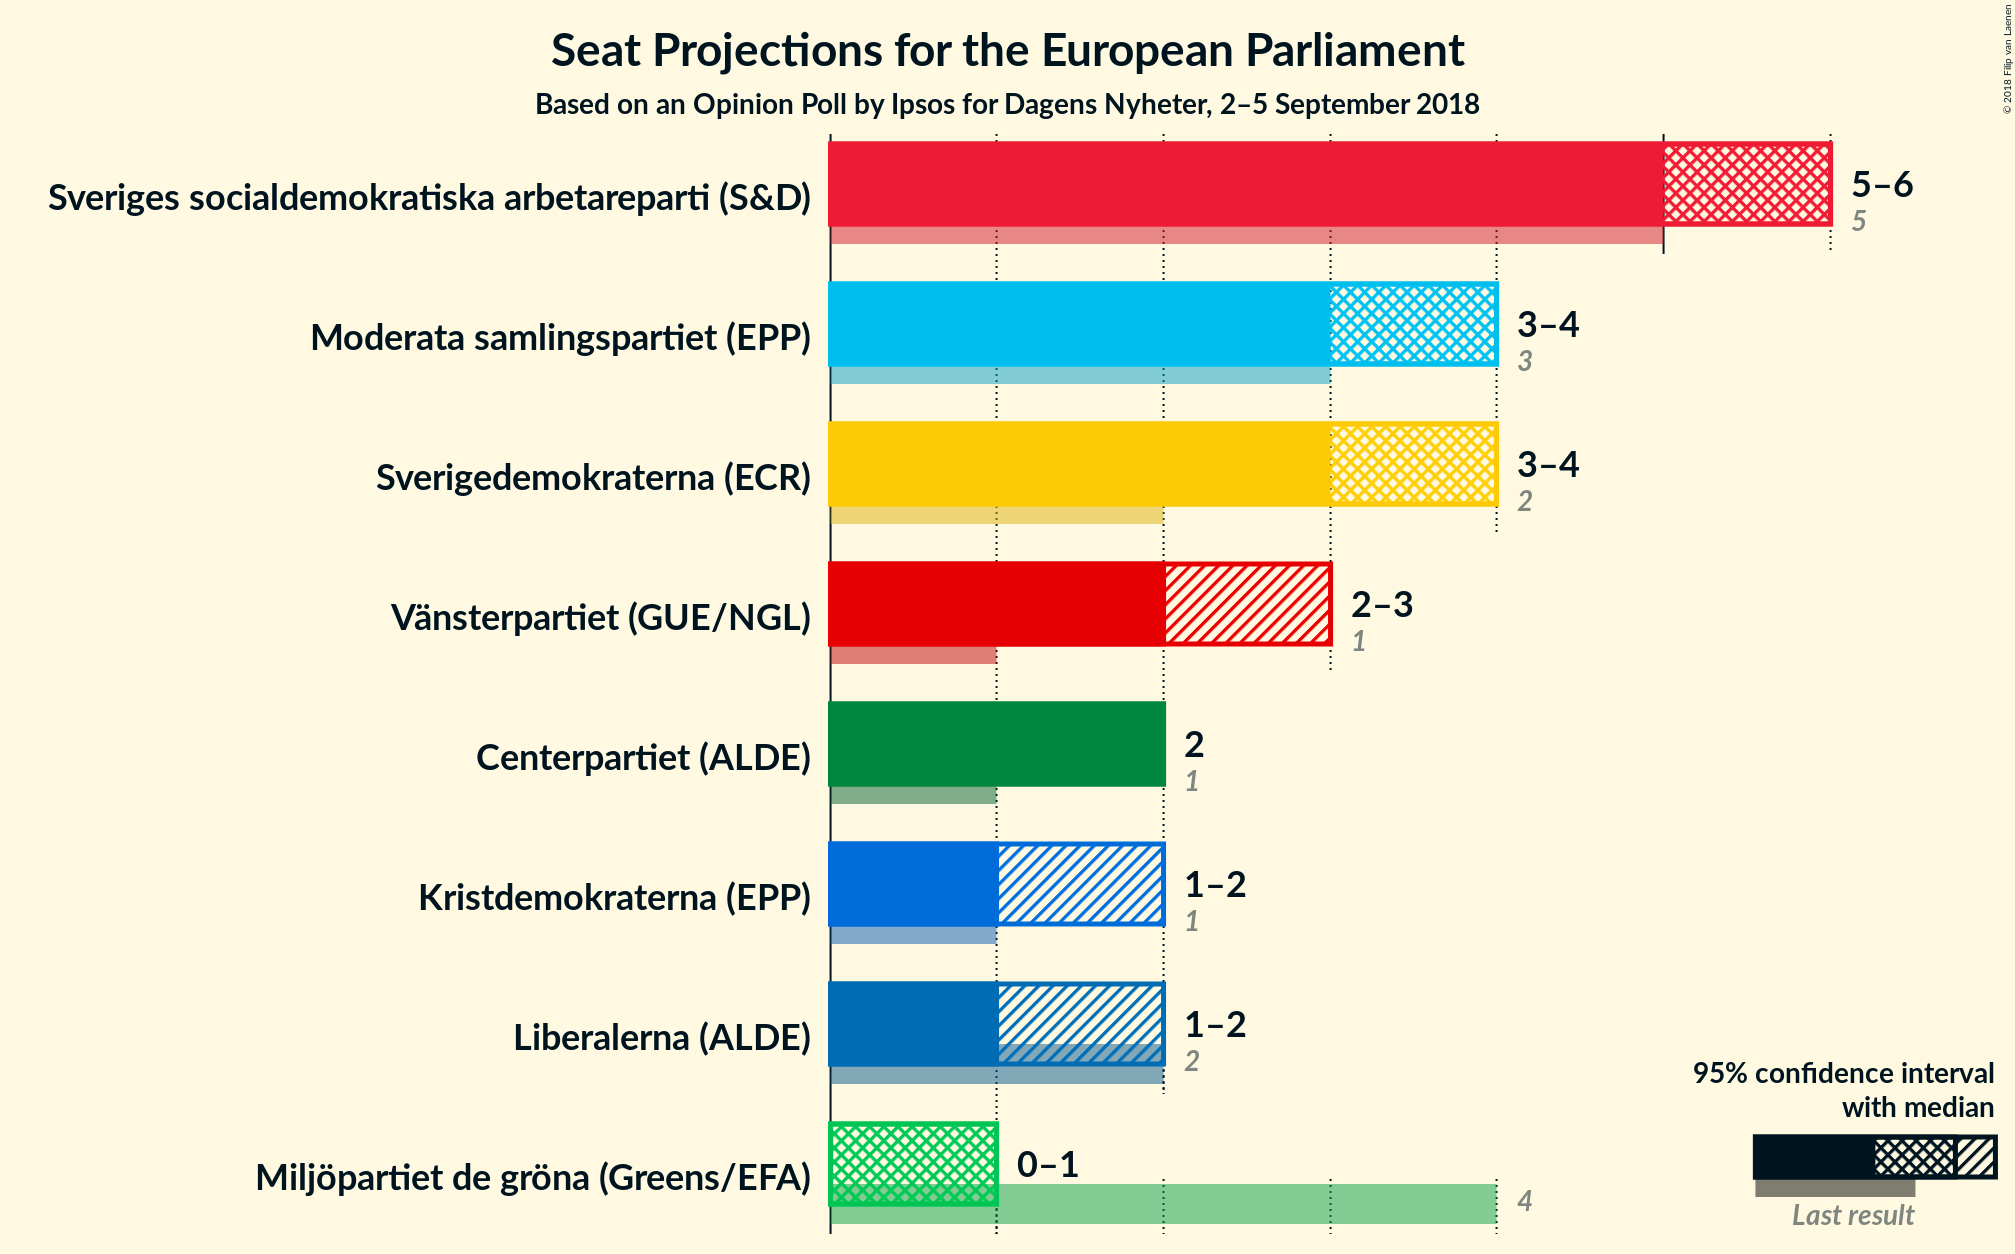 Seat Projections for the European Parliament
Based on an Opinion Poll by Ipsos for Dagens Nyheter, 2–5 September 2018
© 2018 Filip van Laenen
Sveriges socialdemokratiska arbetareparti (S&D)
5–6
5
Moderata samlingspartiet (EPP)
3–4
3
Sverigedemokraterna (ECR)
3–4
2
Vänsterpartiet (GUE/NGL)
2–3
1
Centerpartiet (ALDE)
2
1
Kristdemokraterna (EPP)
1–2
1
Liberalerna (ALDE)
1–2
2
Miljöpartiet de gröna (Greens/EFA)
0–1
4
95% confidence interval
with median
Last result